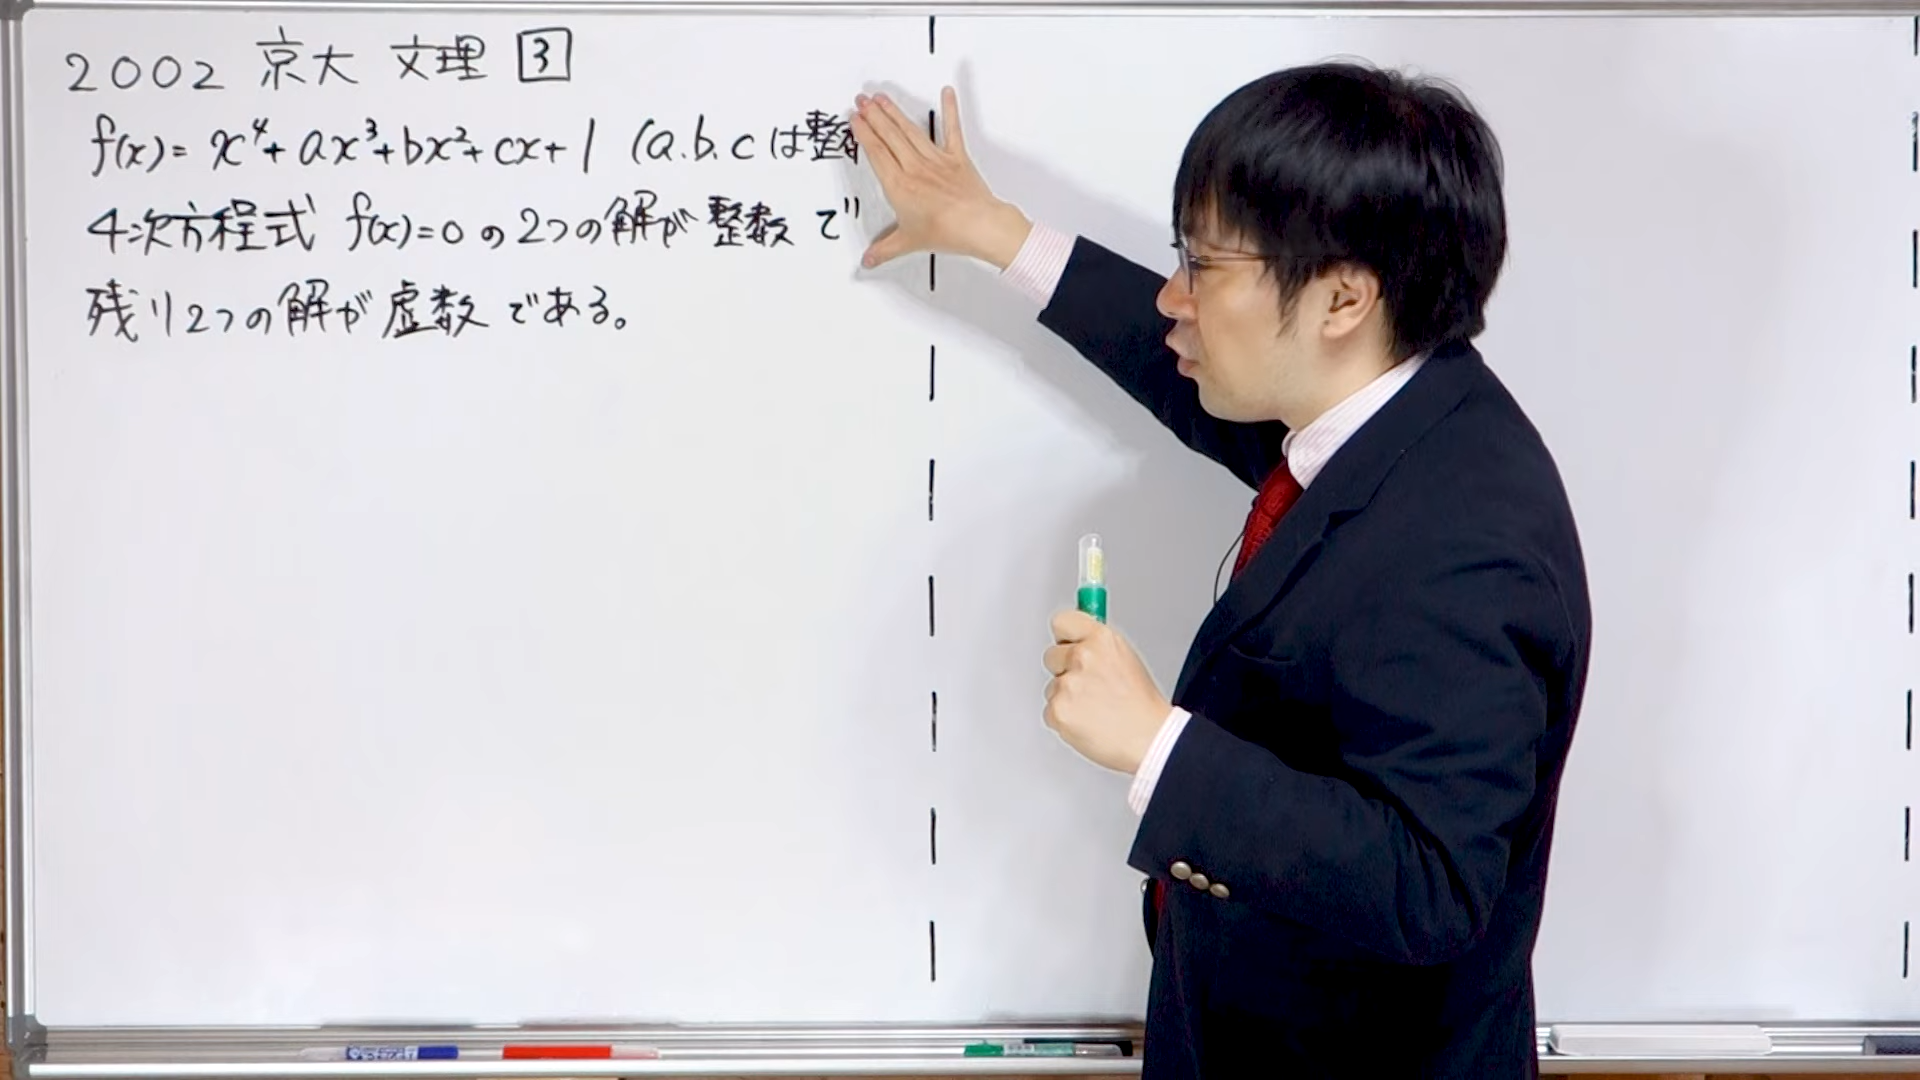 2002 京大 文理 3
f(x)= x⁴+ax³+bx²+cx+1 (a.b.c は整
4次方程式 f(x)=0 の2つの解が整数で
残り2つの解が虚数である。